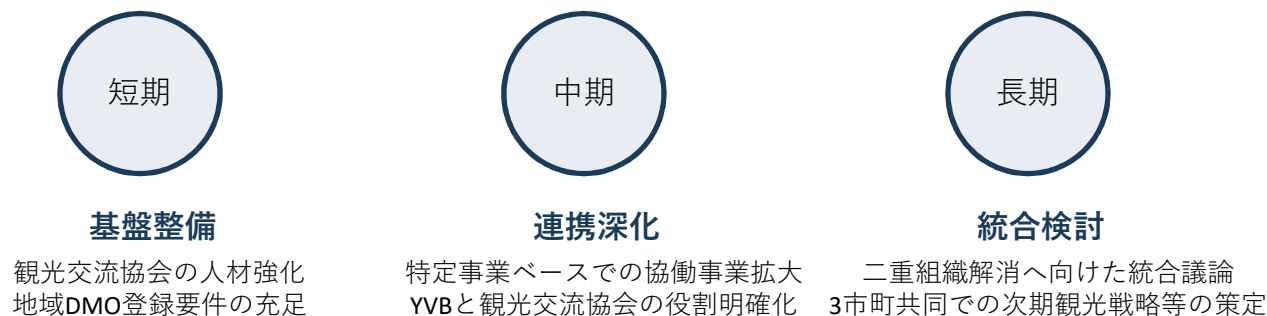 短期
中期
長期
基盤整備
連携深化
統合検討
観光交流協会の人材強化
地域DMO登録要件の充足
特定事業ベースでの協働事業拡大
YVBと観光交流協会の役割明確化
二重組織解消へ向けた統合議論
3市町共同での次期観光戦略等の策定